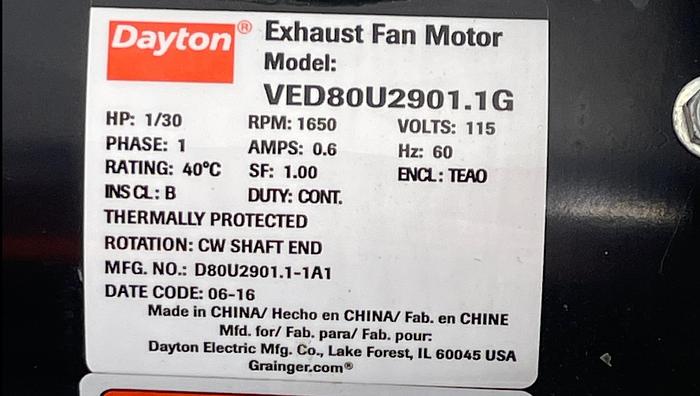 Dayton® Exhaust Fan Motor
Model:
VED80U2901.1G
HP: 1/30 RPM: 1650 VOLTS: 115
PHASE: 1 AMPS: 0.6 Hz: 60
RATING: 40°C SF: 1.00 ENCL: TEAO
INS CL: B DUTY: CONT.
THERMALLY PROTECTED
ROTATION: CW SHAFT END
MFG. NO.: D80U2901.1-1A1
DATE CODE: 06-16
Made in CHINA/ Hecho en CHINA/ Fab. en CHINE
Mfd. for/ Fab. para/ Fab. pour:
Dayton Electric Mfg. Co., Lake Forest, IL 60045 USA
Grainger.com®